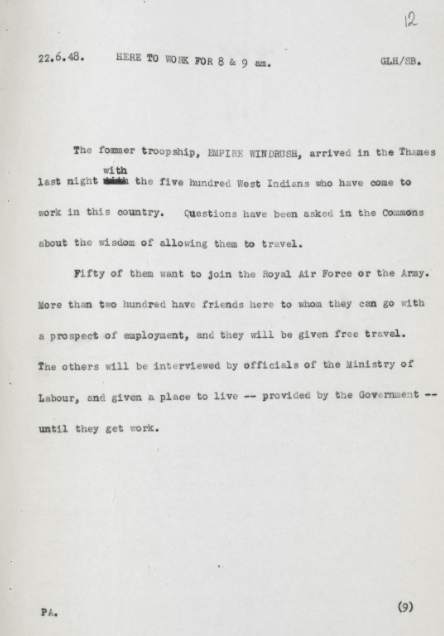 12
22.6.48. HERE TO WORK FOR 8 & 9 am. GLH/SB.
The former troopship, EMPIRE WINDRUSH, arrived in the Thames
with
last night the five hundred West Indians who have come to
work in this country. Questions have been asked in the Commons
about the wisdom of allowing them to travel.
Fifty of them want to join the Royal Air Force or the Army.
More than two hundred have friends here to whom they can go with
a prospect of employment, and they will be given free travel.
The others will be interviewed by officials of the Ministry of
Labour, and given a place to live -- provided by the Government --
until they get work.
PA. (9)